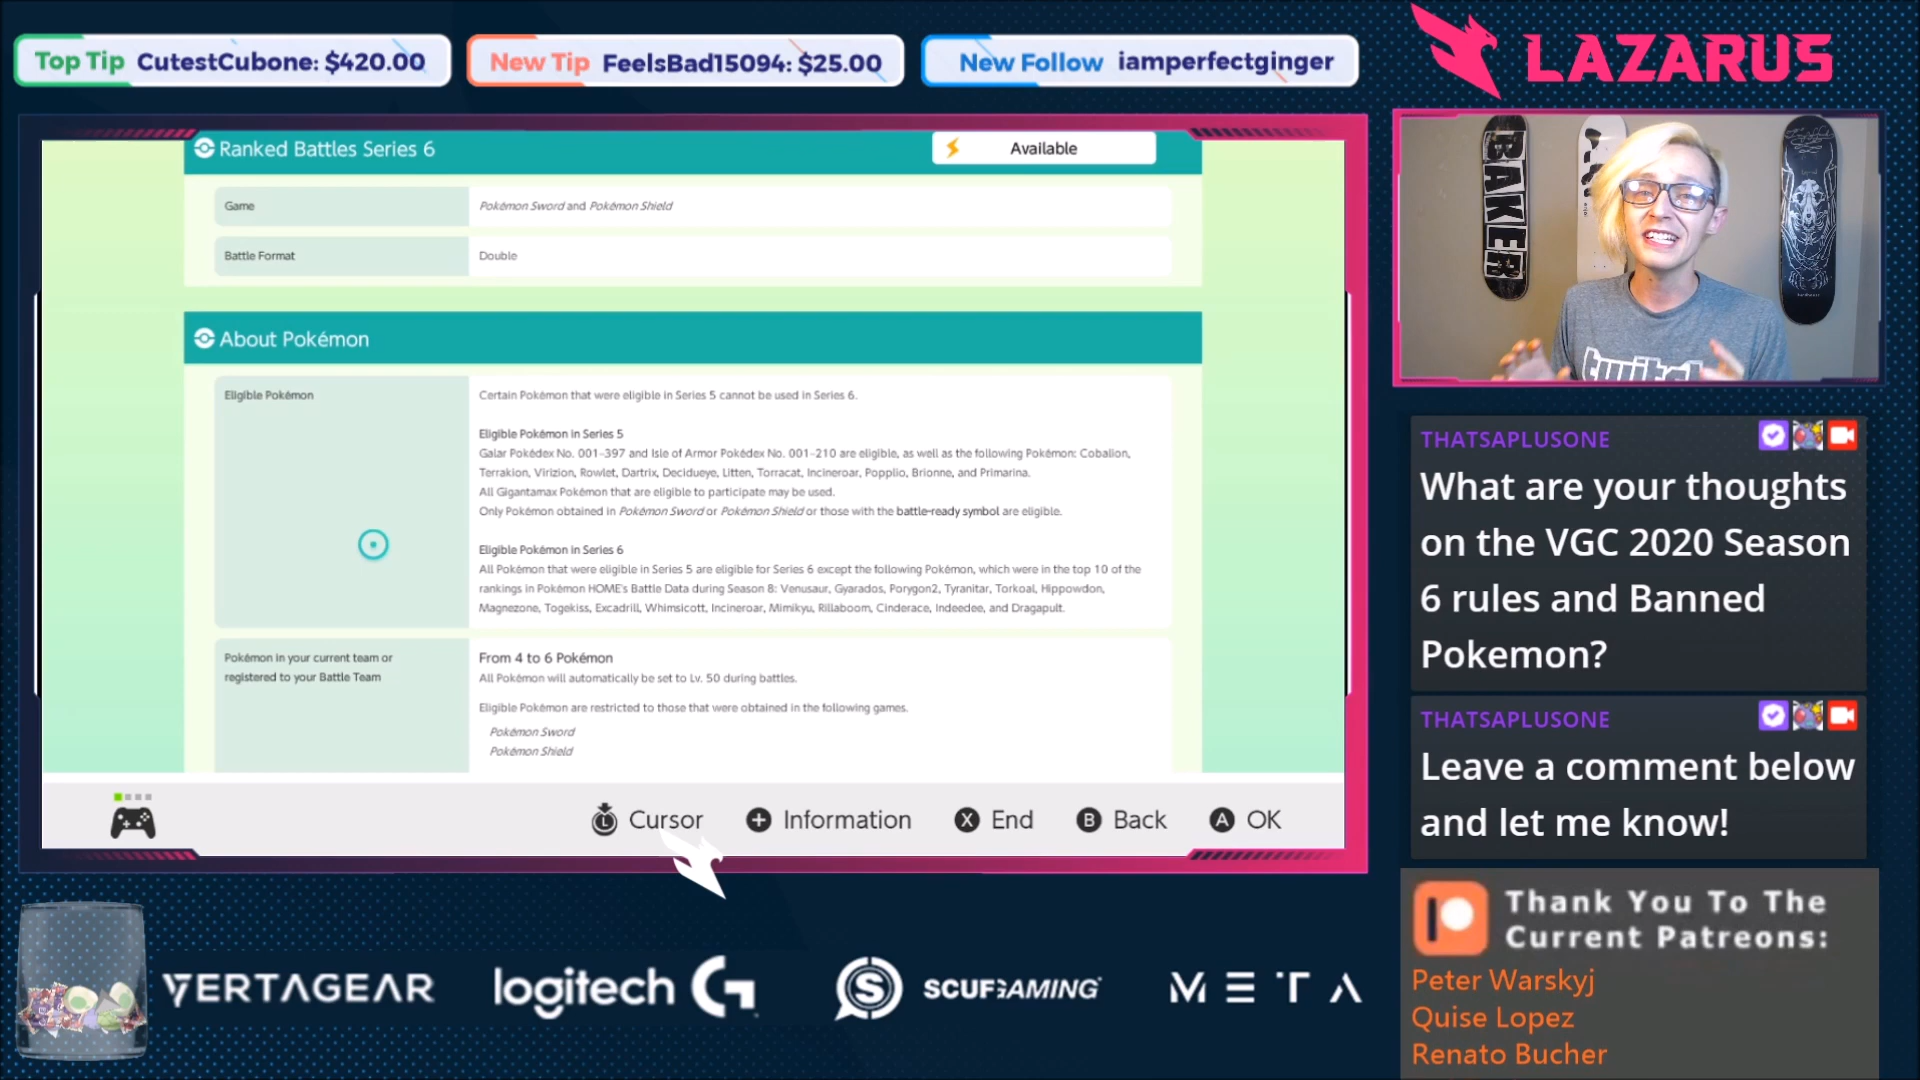 Top Tip CutestCubone: $420.00
New Tip FeelsBad15094: $25.00
New Follow iamperfectginger
LAZARUS
Ranked Battles Series 6
Available
Game
Pokémon Sword and Pokémon Shield
Battle Format
Double
About Pokémon
Eligible Pokémon
Certain Pokémon that were eligible in Series 5 cannot be used in Series 6.
Eligible Pokémon in Series 5
Galar Pokédex No. 001–397 and Isle of Armor Pokédex No. 001–210 are eligible, as well as the following Pokémon: Cobalion,
Terrakion, Virizion, Rowlet, Dartrix, Decidueye, Litten, Torracat, Incineroar, Popplio, Brionne, and Primarina.
All Gigantamax Pokémon that are eligible to participate may be used.
Only Pokémon obtained in Pokémon Sword or Pokémon Shield or those with the battle-ready symbol are eligible.
Eligible Pokémon in Series 6
All Pokémon that were eligible in Series 5 are eligible for Series 6 except the following Pokémon, which were in the top 10 of the
rankings in Pokémon HOME's Battle Data during Season 8: Venusaur, Gyarados, Porygon2, Tyranitar, Torkoal, Hippowdon,
Magnezone, Togekiss, Excadrill, Whimsicott, Incineroar, Mimikyu, Rillaboom, Cinderace, Indeedee, and Dragapult.
Pokémon in your current team or
registered to your Battle Team
From 4 to 6 Pokémon
All Pokémon will automatically be set to Lv. 50 during battles.
Eligible Pokémon are restricted to those that were obtained in the following games.
Pokémon Sword
Pokémon Shield
L Cursor
+ Information
X End
B Back
A OK
BAKER
twitch
THATSAPLUSONE
What are your thoughts
on the VGC 2020 Season
6 rules and Banned
Pokemon?
THATSAPLUSONE
Leave a comment below
and let me know!
Thank You To The
Current Patreons:
Peter Warskyj
Quise Lopez
Renato Bucher
VERTAGEAR
logitech G
S SCUFGAMING
META